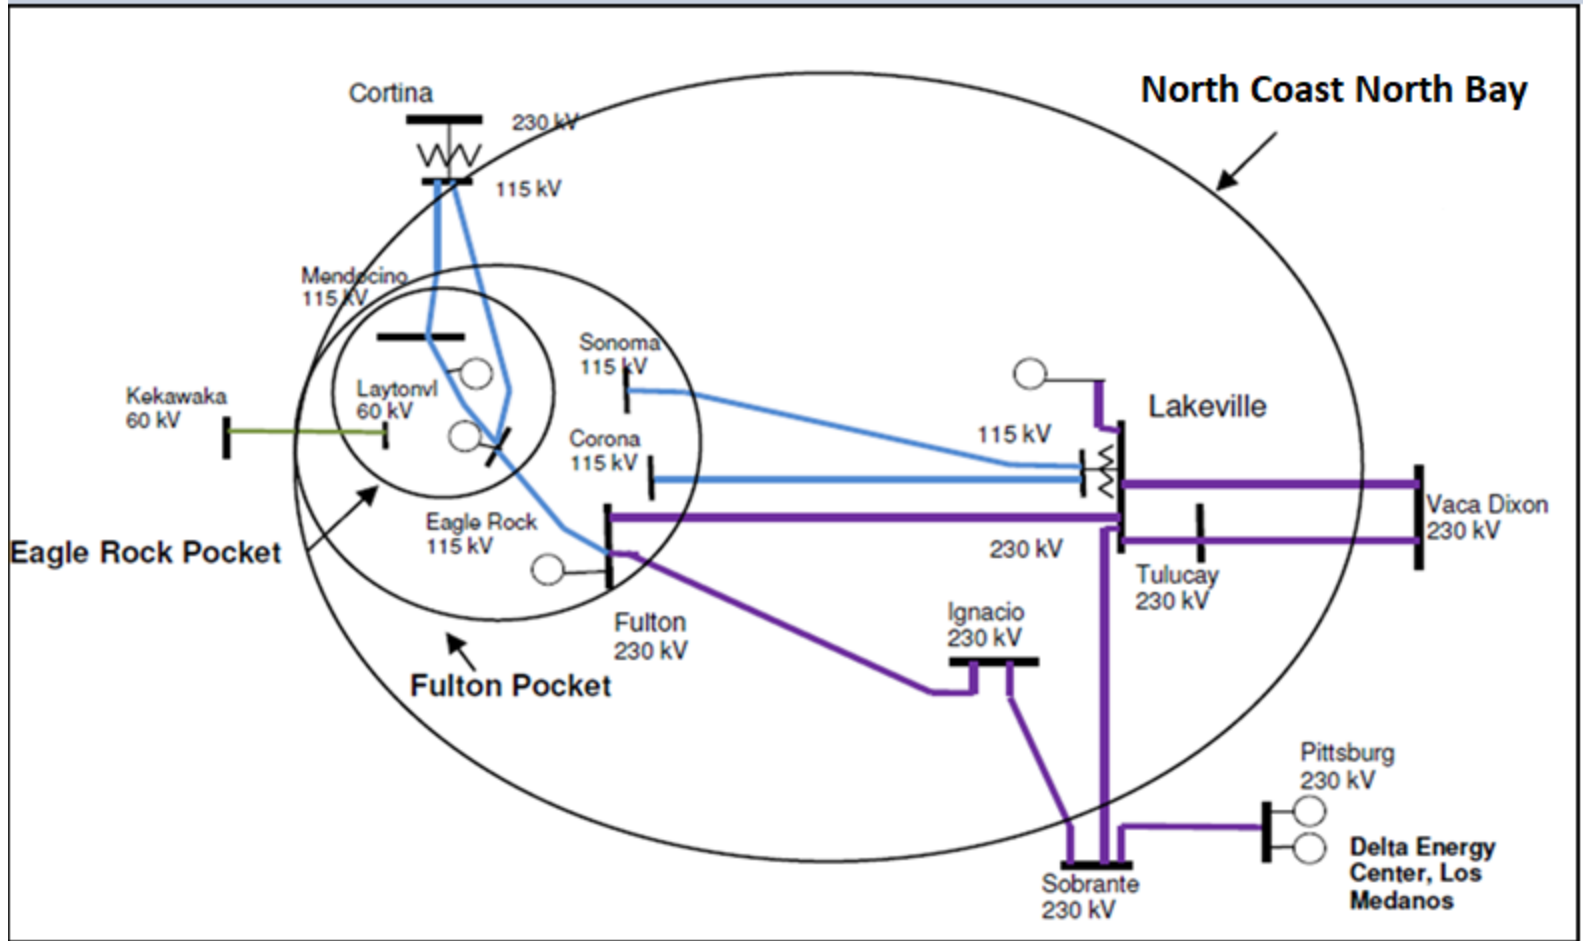 North Coast North Bay
Cortina
230 kV
115 kV
Mendocino
115 kV
Sonoma
115 kV
Laytonvl
60 kV
Kekawaka
60 kV
Lakeville
115 kV
Corona
115 kV
Vaca Dixon
230 kV
Eagle Rock
115 kV
Eagle Rock Pocket
230 kV
Tulucay
230 kV
Ignacio
230 kV
Fulton
230 kV
Fulton Pocket
Pittsburg
230 kV
Delta Energy
Center, Los
Medanos
Sobrante
230 kV